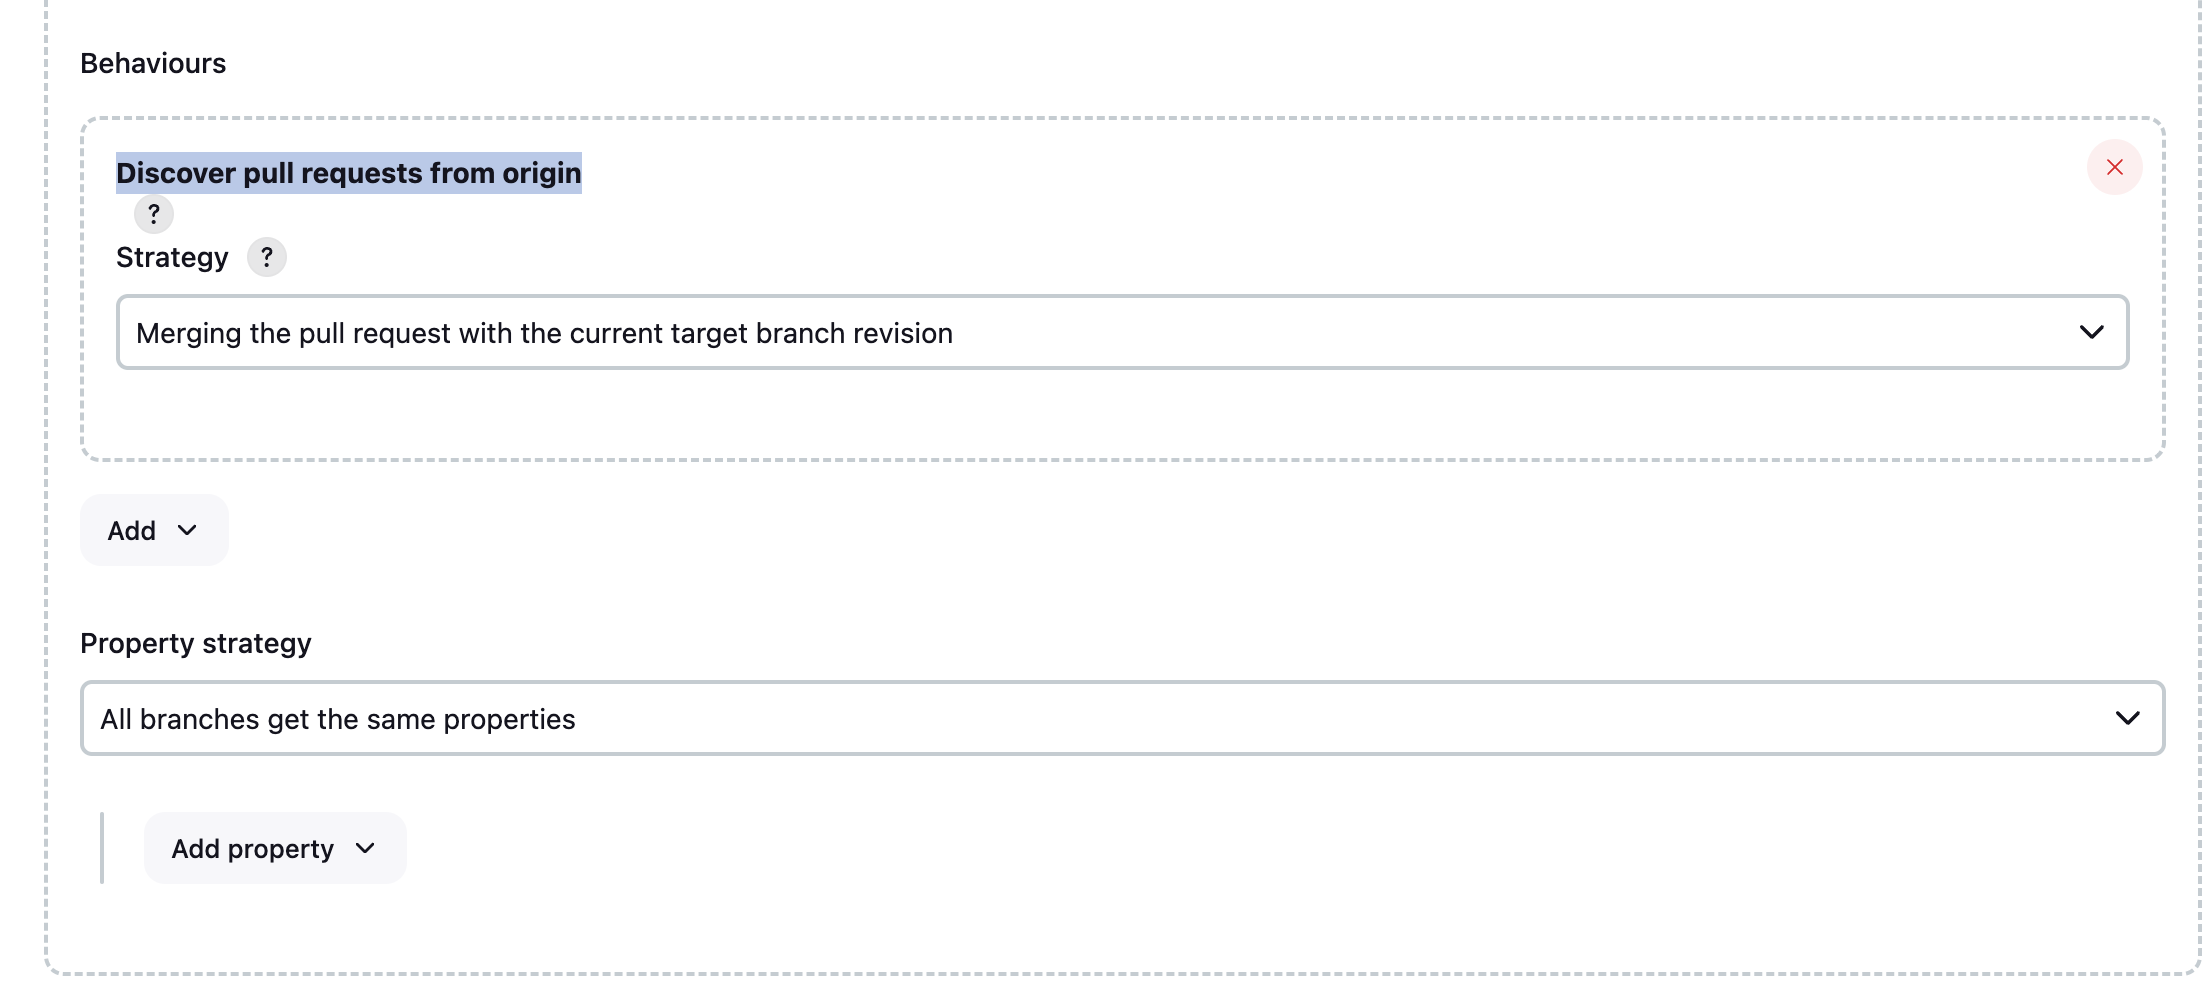 Behaviours
Discover pull requests from origin
?
Strategy ?
Merging the pull request with the current target branch revision
Add
Property strategy
All branches get the same properties
Add property